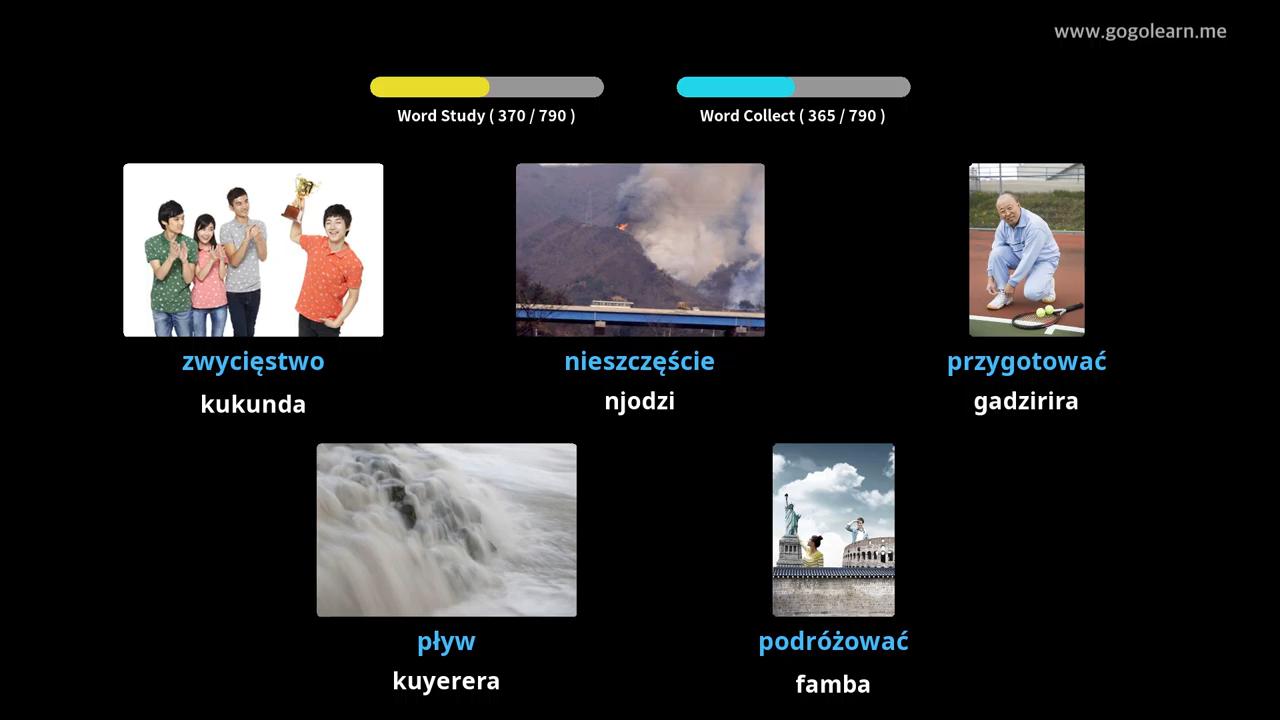 www.gogolearn.me
Word Study ( 370 / 790 )
Word Collect ( 365 / 790 )
zwycięstwo
kukunda
nieszczęście
njodzi
przygotować
gadzirira
pływ
kuyerera
podróżować
famba